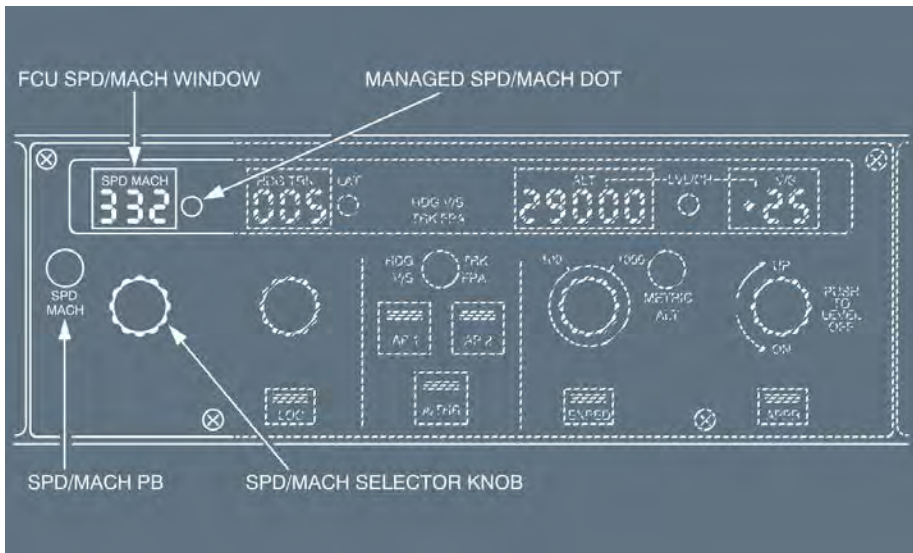 FCU SPD/MACH WINDOW
MANAGED SPD/MACH DOT
SPD MACH
332
HDG TRK
LAT
005
HDG V/S
TRK FPA
ALT
LVL/CH
V/S
29000
-25
SPD
MACH
HDG
V/S
TRK
FPA
100
1000
METRIC
ALT
UP
PUSH
TO
LEVEL
OFF
DN
AP 1
AP 2
LOC
A/THR
EXPED
APPR
SPD/MACH PB
SPD/MACH SELECTOR KNOB